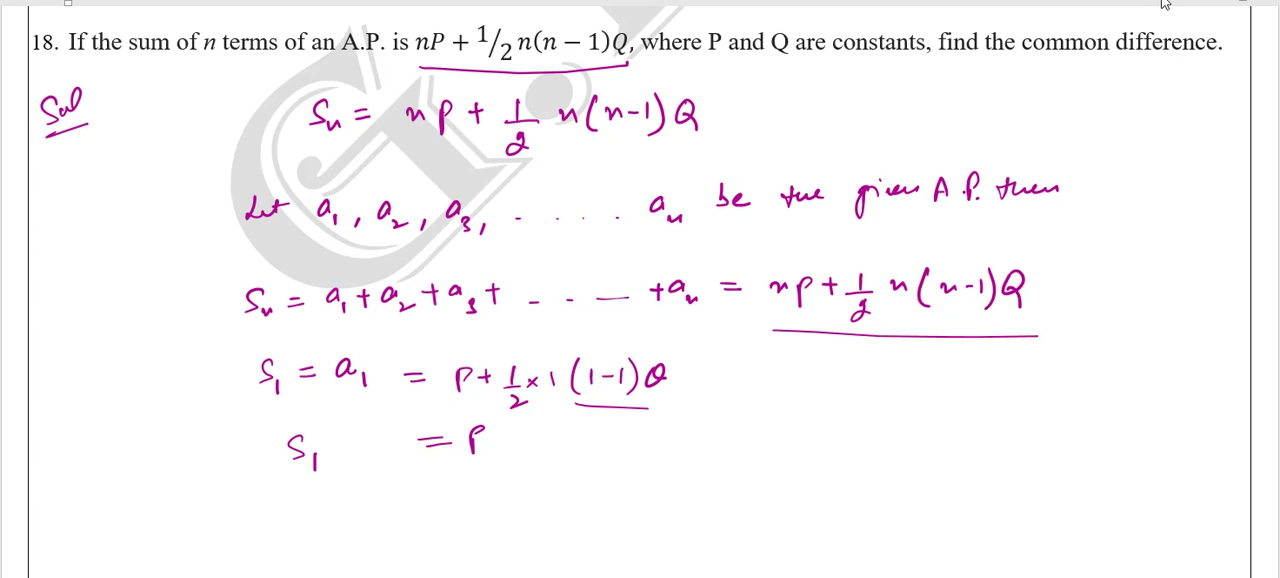 18. If the sum of n terms of an A.P. is nP + 1/2 n(n − 1)Q, where P and Q are constants, find the common difference.
Sol
Sn = np + 1/2 n(n-1)Q
Let a1, a2, a3, - . . . . an be the given A.P. then
Sn = a1+a2+a3+ - - — +an = np+1/2 n(n-1)Q
S1 = a1 = P+ 1/2 ×1 (1-1)Q
S1 = P